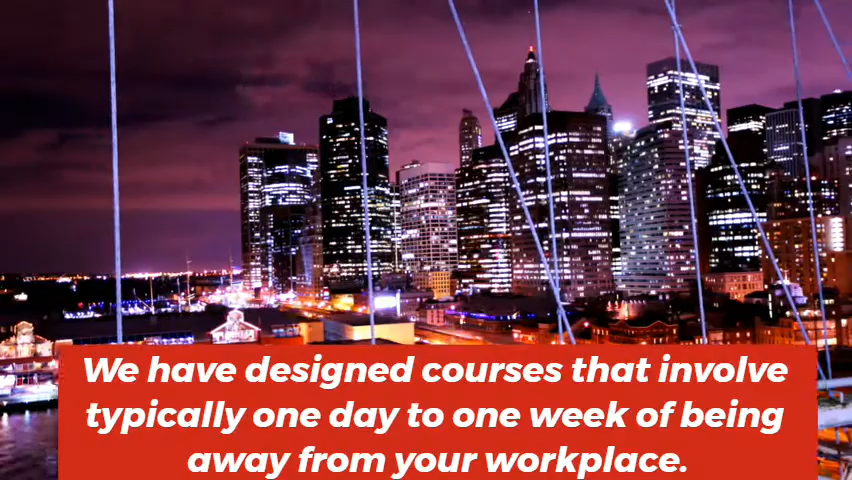 We have designed courses that involve
typically one day to one week of being
away from your workplace.